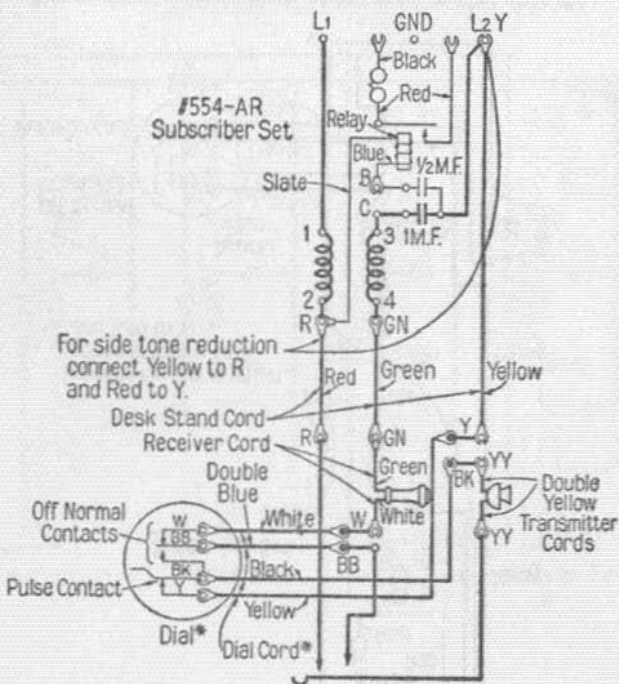 L1
GND
L2 Y
Black
Red
#554-AR
Subscriber Set
Relay
Blue
1/2 M.F.
B
Slate
C
1 M.F.
1
3
2
4
R
GN
For side tone reduction
connect Yellow to R
and Red to Y.
Red
Green
Yellow
Desk Stand Cord
Receiver Cord
R
GN
Y
Green
Double
Blue
BK
YY
Double
Yellow
Transmitter
Cords
Off Normal
Contacts
W
BB
White
W
White
YY
BB
Pulse Contact
BK
Y
Black
Yellow
Dial*
Dial Cord*